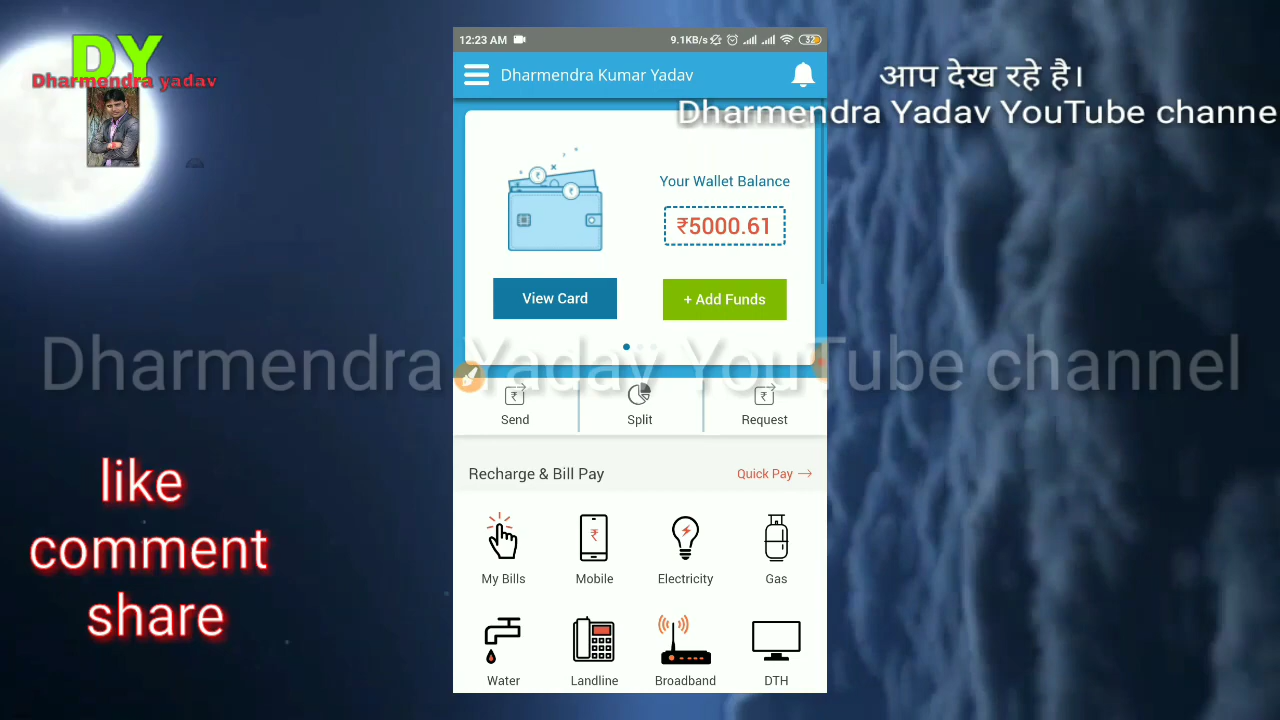 DY
Dharmendra yadav
आप देख रहे है।
Dharmendra Yadav YouTube channe
12:23 AM
9.1KB/s
32
Dharmendra Kumar Yadav
Your Wallet Balance
₹5000.61
View Card
+ Add Funds
Dharmendra Yadav YouTube channel
Send
Split
Request
Recharge & Bill Pay
Quick Pay
My Bills
Mobile
Electricity
Gas
Water
Landline
Broadband
DTH
like
comment
share